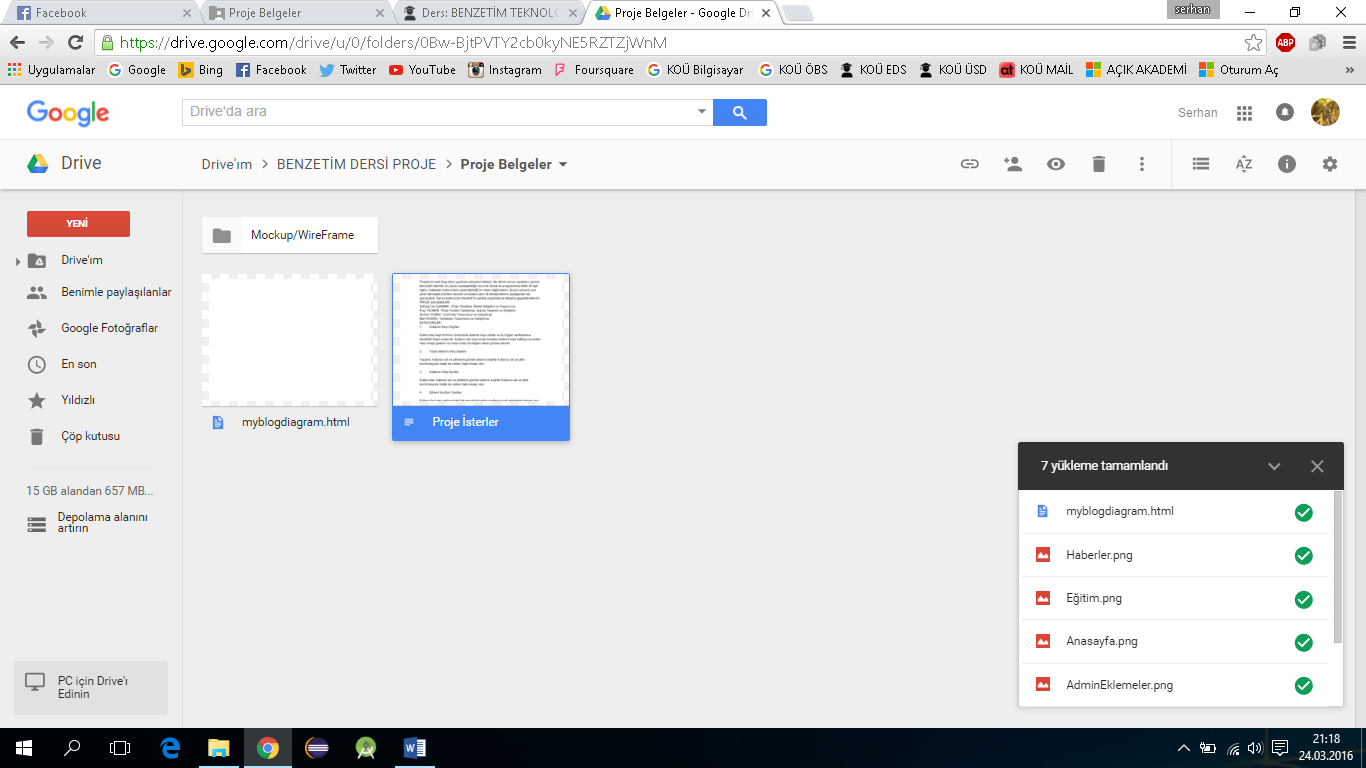 serhan
Facebook
Proje Belgeler
Ders: BENZETİM TEKNOLO
Proje Belgeler - Google Dri
https://drive.google.com/drive/u/0/folders/0Bw-BjtPVTY2cb0kyNE5RZTZjWnM
ABP
Uygulamalar
Google
Bing
Facebook
Twitter
YouTube
Instagram
Foursquare
KOÜ Bilgisayar
KOÜ ÖBS
KOÜ EDS
KOÜ ÜSD
KOÜ MAİL
AÇIK AKADEMİ
Oturum Aç
»
Google
Drive'da ara
Serhan
Drive
Drive'ım > BENZETİM DERSİ PROJE > Proje Belgeler
AZ
YENİ
Drive'ım
Benimle paylaşılanlar
Google Fotoğraflar
En son
Yıldızlı
Çöp kutusu
15 GB alandan 657 MB...
Depolama alanını
artırın
PC için Drive'ı
Edinin
Mockup/WireFrame
myblogdiagram.html
Proje İsterler
7 yükleme tamamlandı
myblogdiagram.html
Haberler.png
Eğitim.png
Anasayfa.png
AdminEklemeler.png
21:18
24.03.2016